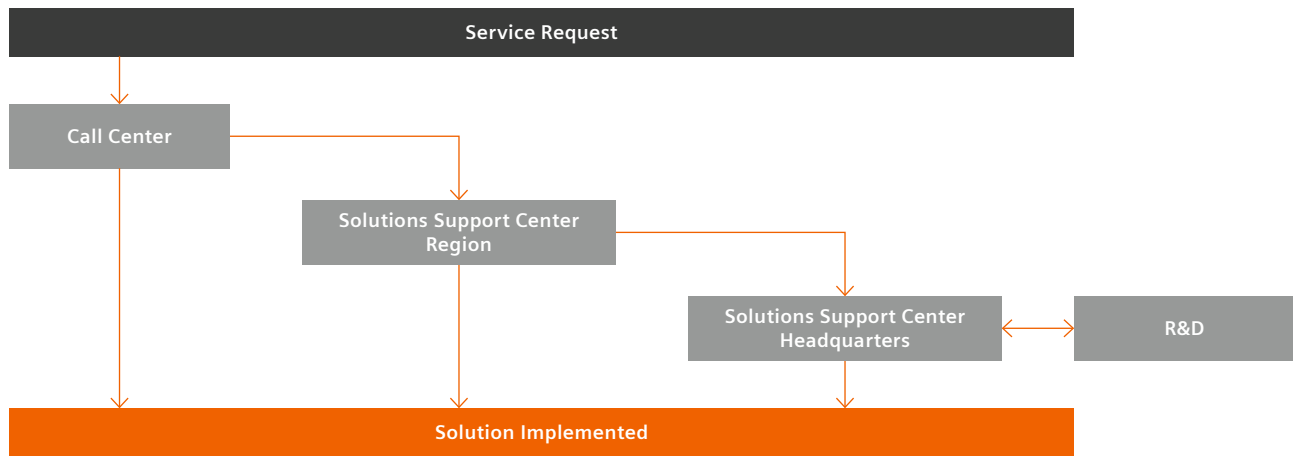 Service Request
Call Center
Solutions Support Center
Region
Solutions Support Center
Headquarters
R&D
Solution Implemented